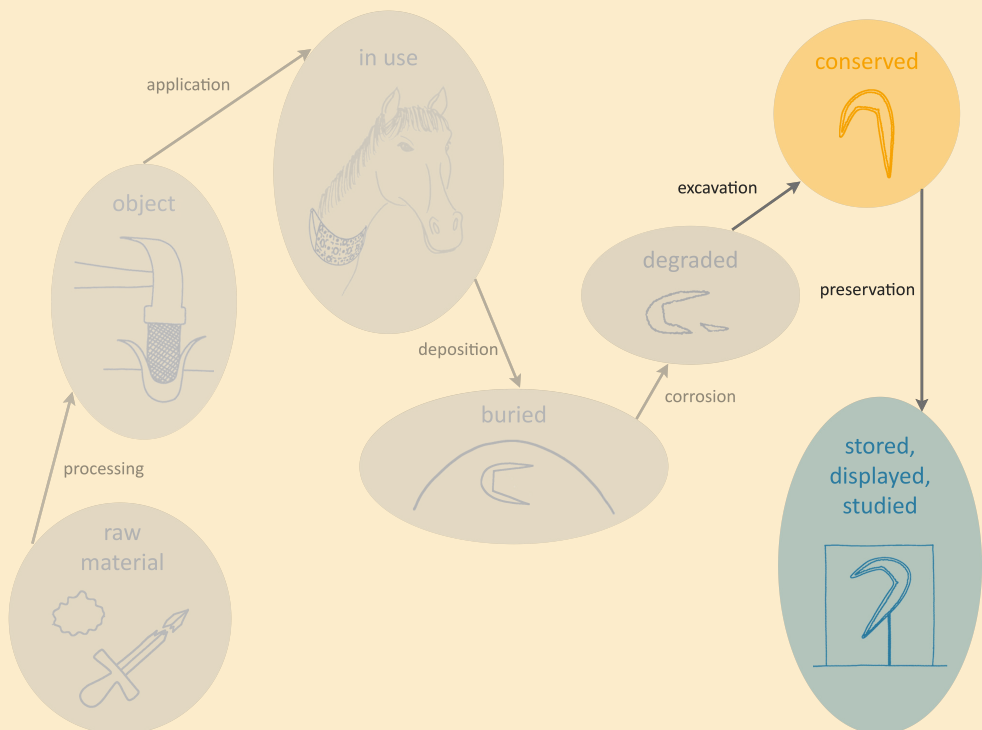 raw
material
processing
object
application
in use
deposition
buried
corrosion
degraded
excavation
conserved
preservation
stored,
displayed,
studied